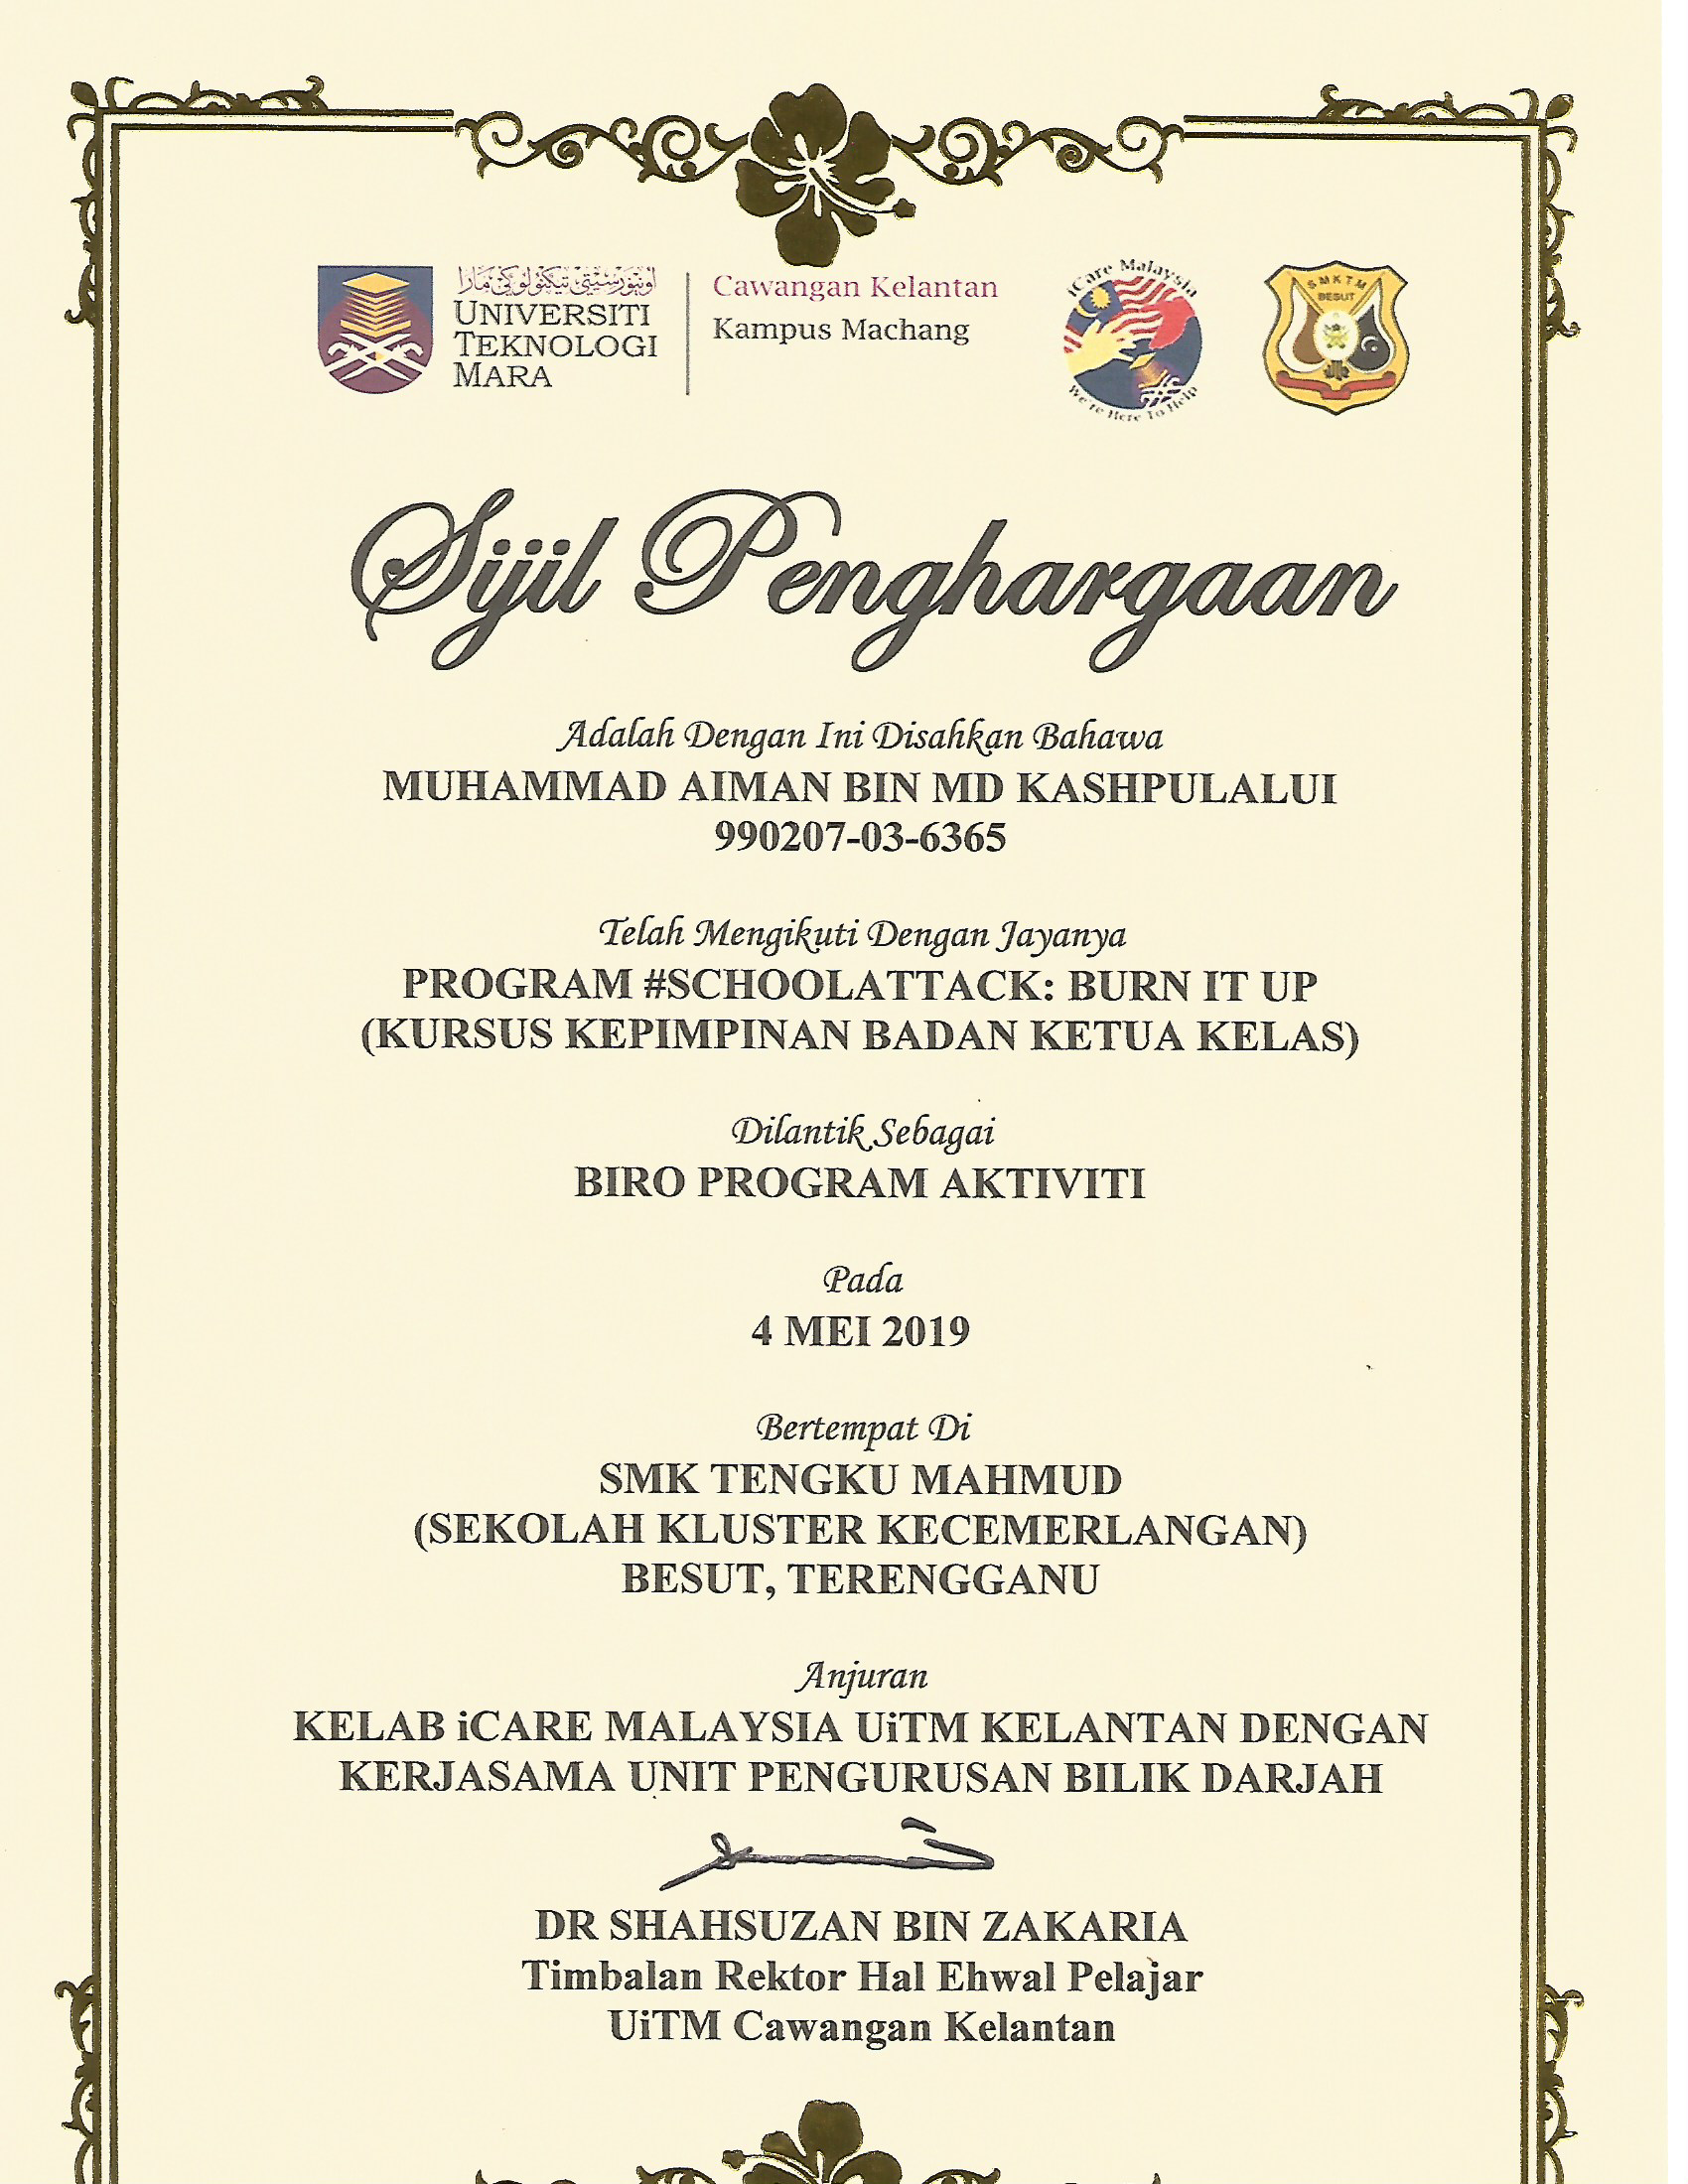 اونيۏرسيتي تيكنولوڬي مارا
UNIVERSITI
TEKNOLOGI
MARA
Cawangan Kelantan
Kampus Machang
iCare Malaysia
We're Here To Help
SMKTM
BESUT
Sijil Penghargaan
Adalah Dengan Ini Disahkan Bahawa
MUHAMMAD AIMAN BIN MD KASHPULALUI
990207-03-6365
Telah Mengikuti Dengan Jayanya
PROGRAM #SCHOOLATTACK: BURN IT UP
(KURSUS KEPIMPINAN BADAN KETUA KELAS)
Dilantik Sebagai
BIRO PROGRAM AKTIVITI
Pada
4 MEI 2019
Bertempat Di
SMK TENGKU MAHMUD
(SEKOLAH KLUSTER KECEMERLANGAN)
BESUT, TERENGGANU
Anjuran
KELAB iCARE MALAYSIA UiTM KELANTAN DENGAN
KERJASAMA UNIT PENGURUSAN BILIK DARJAH
DR SHAHSUZAN BIN ZAKARIA
Timbalan Rektor Hal Ehwal Pelajar
UiTM Cawangan Kelantan